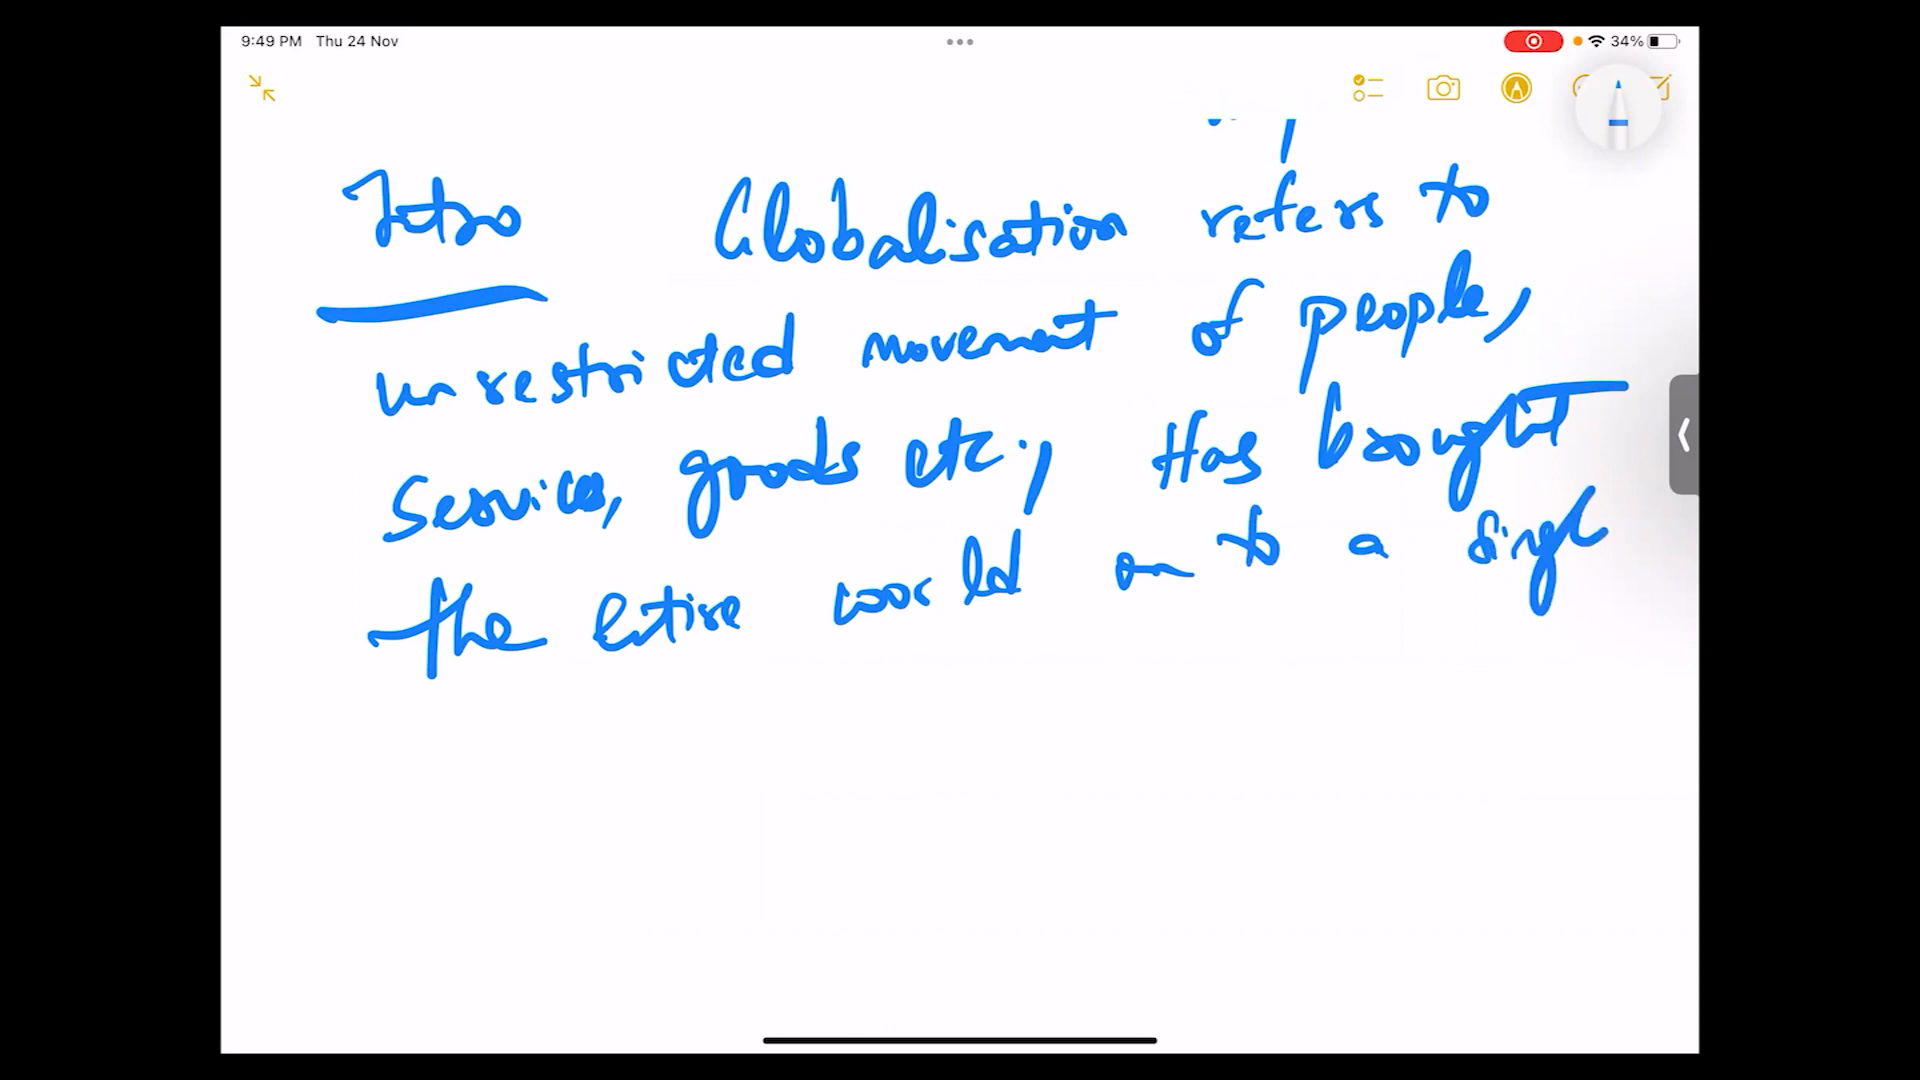 9:49 PM Thu 24 Nov
34%
Intro Globalisation refers to
unrestricted movement of people,
Services, goods etc., Has brought
the entire world on to a single